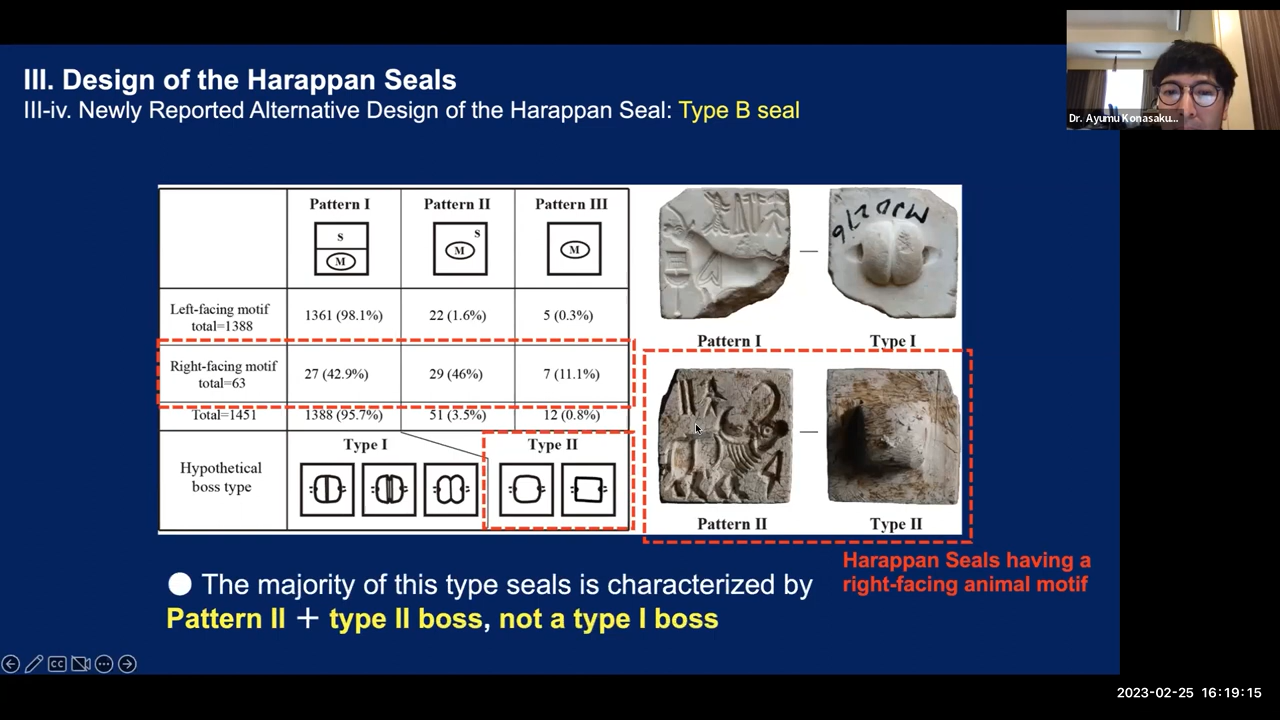 Dr. Ayumu Konasaku...
III. Design of the Harappan Seals
III-iv. Newly Reported Alternative Design of the Harappan Seal: Type B seal
Pattern I Pattern II Pattern III
S
M
S
M
M
Left-facing motif
total=1388
1361 (98.1%) 22 (1.6%) 5 (0.3%)
Right-facing motif
total=63
27 (42.9%) 29 (46%) 7 (11.1%)
Total=1451 1388 (95.7%) 51 (3.5%) 12 (0.8%)
Hypothetical
boss type
Type I Type II
MJD 216
Pattern I — Type I
Pattern II — Type II
Harappan Seals having a
right-facing animal motif
● The majority of this type seals is characterized by
Pattern II + type II boss, not a type I boss
CC
2023-02-25 16:19:15